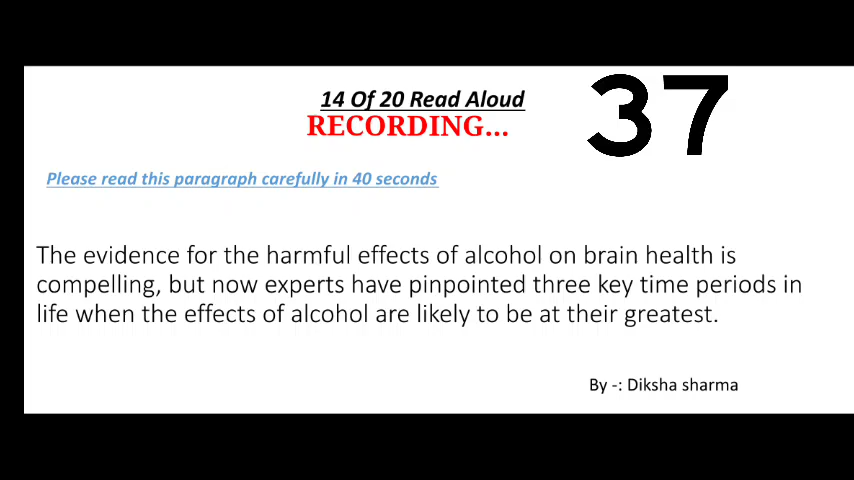 14 Of 20 Read Aloud
RECORDING...
37
Please read this paragraph carefully in 40 seconds
The evidence for the harmful effects of alcohol on brain health is
compelling, but now experts have pinpointed three key time periods in
life when the effects of alcohol are likely to be at their greatest.
By -: Diksha sharma